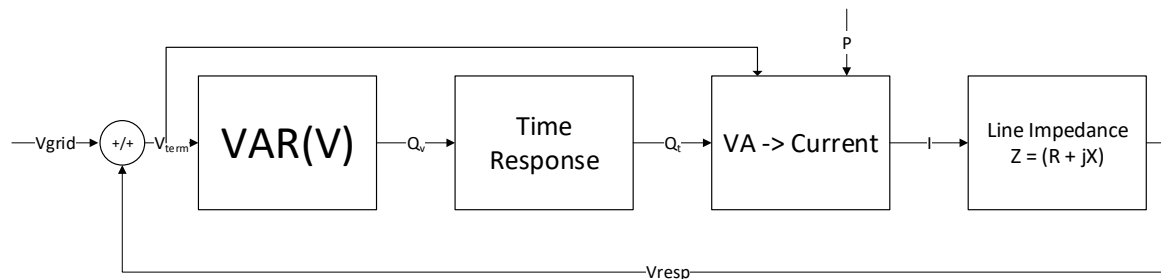 P
Vgrid
+/+
Vterm
VAR(V)
Qv
Time
Response
Qt
VA -> Current
I
Line Impedance
Z = (R + jX)
Vresp